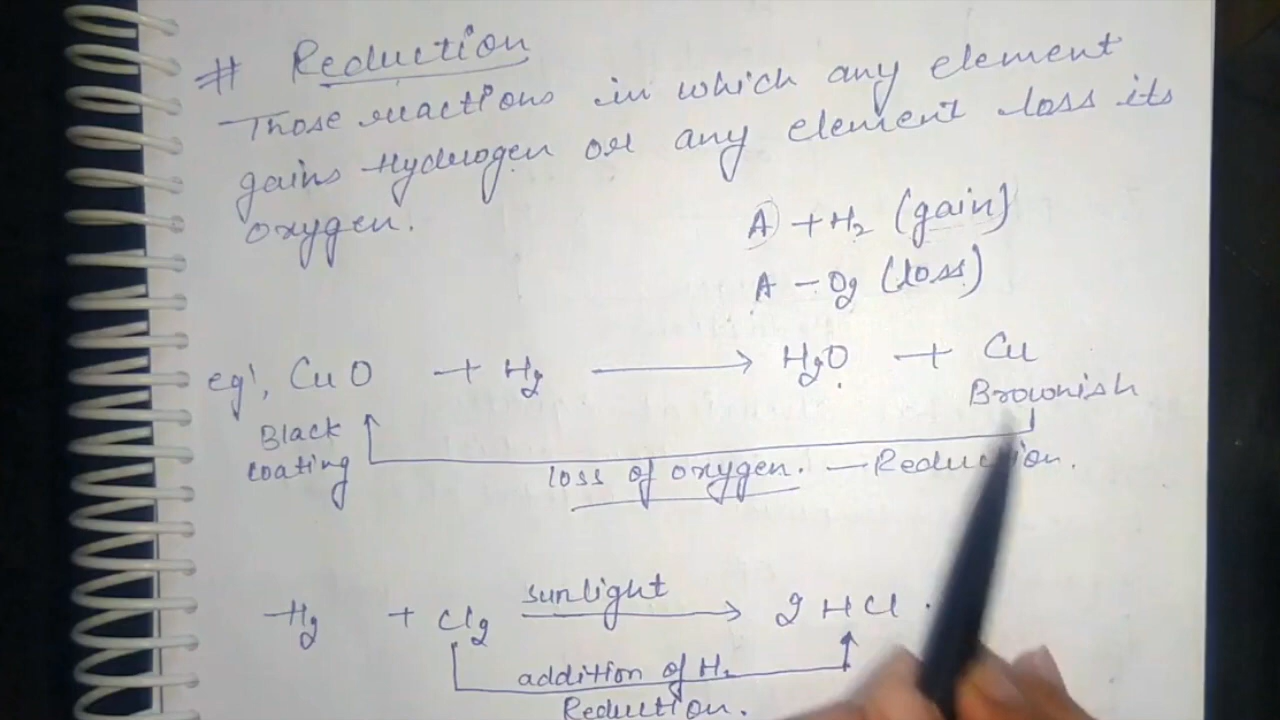 # Reduction
Those reactions in which any element
gains Hydrogen or any element loss its
oxygen.
A + H₂ (gain)
A - O₂ (loss)
eg', CuO + H₂ ⟶ H₂O + Cu
Black coating
Brownish
loss of oxygen. — Reduction.
H₂ + Cl₂ sunlight ⟶ 2 HCl.
addition of H₂
Reduction.